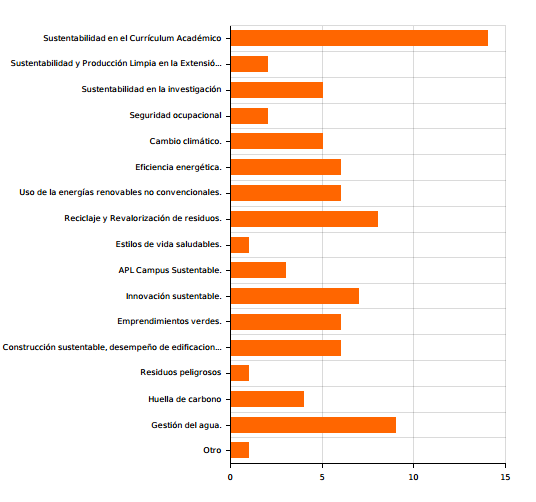 Sustentabilidad en el Currículum Académico
Sustentabilidad y Producción Limpia en la Extensió...
Sustentabilidad en la investigación
Seguridad ocupacional
Cambio climático.
Eficiencia energética.
Uso de la energías renovables no convencionales.
Reciclaje y Revalorización de residuos.
Estilos de vida saludables.
APL Campus Sustentable.
Innovación sustentable.
Emprendimientos verdes.
Construcción sustentable, desempeño de edificacion...
Residuos peligrosos
Huella de carbono
Gestión del agua.
Otro
0 5 10 15